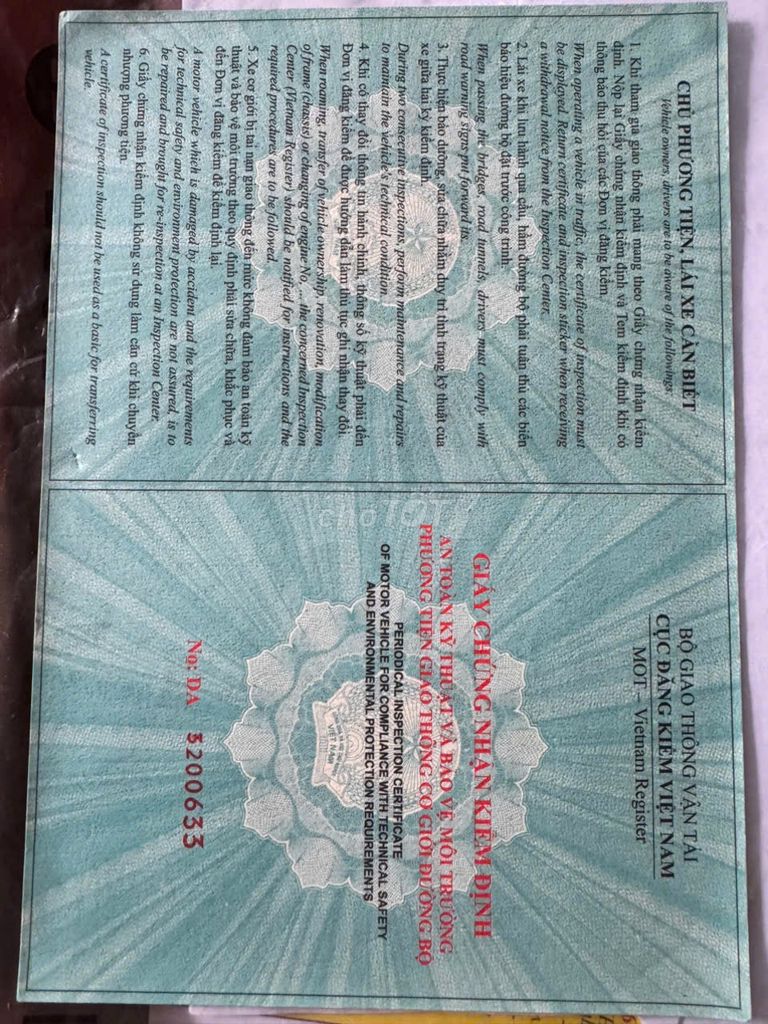 CHỦ PHƯƠNG TIỆN, LÁI XE CẦN BIẾT
Vehicle owners, drivers are to be aware of the followings
1. Khi tham gia giao thông phải mang theo Giấy chứng nhận kiểm
định. Nộp lại Giấy chứng nhận kiểm định và Tem kiểm định khi có
thông báo thu hồi của các Đơn vị đăng kiểm.
When operating a vehicle in traffic, the certificate of inspection must
be displayed. Return certificate and inspection sticker when receiving
a withdrawal notice from the Inspection Center.
2. Lái xe khi lưu hành qua cầu, hầm đường bộ phải tuân thủ các biển
báo hiệu đường bộ đặt trước công trình.
When passing the bridges, road tunnels, drivers must comply with
road warning signs put forward its.
3. Thực hiện bảo dưỡng, sửa chữa nhằm duy trì tình trạng kỹ thuật của
xe giữa hai kỳ kiểm định.
During two consecutive inspections, perform maintenance and repairs
to maintain the vehicle's technical condition.
4. Khi có thay đổi thông tin hành chính, thông số kỹ thuật phải đến
Đơn vị đăng kiểm để được hướng dẫn làm thủ tục ghi nhận thay đổi.
When roaming, transfer of vehicle ownership, renovation, modification
of frame (chassis) or changing of engine No, ... the concerned Inspection
Center (Vietnam Register) should be notified for instructions and the
required procedures are to be followed.
5. Xe cơ giới bị tai nạn giao thông đến mức không đảm bảo an toàn kỹ
thuật và bảo vệ môi trường theo quy định phải sửa chữa, khắc phục và
đến Đơn vị đăng kiểm để kiểm định lại.
A motor vehicle which is damaged by accident and the requirements
for technical safety and environment protection are not assured, is to
be repaired and brought for re-inspection at an Inspection Center.
6. Giấy chứng nhận kiểm định không sử dụng làm căn cứ khi chuyển
nhượng phương tiện.
A certificate of inspection should not be used as a basic for transferring
vehicle.
BỘ GIAO THÔNG VẬN TẢI
CỤC ĐĂNG KIỂM VIỆT NAM
MOT - Vietnam Register
GIẤY CHỨNG NHẬN KIỂM ĐỊNH
AN TOÀN KỸ THUẬT VÀ BẢO VỆ MÔI TRƯỜNG
PHƯƠNG TIỆN GIAO THÔNG CƠ GIỚI ĐƯỜNG BỘ
PERIODICAL INSPECTION CERTIFICATE
OF MOTOR VEHICLE FOR COMPLIANCE WITH TECHNICAL SAFETY
AND ENVIRONMENTAL PROTECTION REQUIREMENTS
VIỆT NAM
No: DA 5200633
chợTỐT